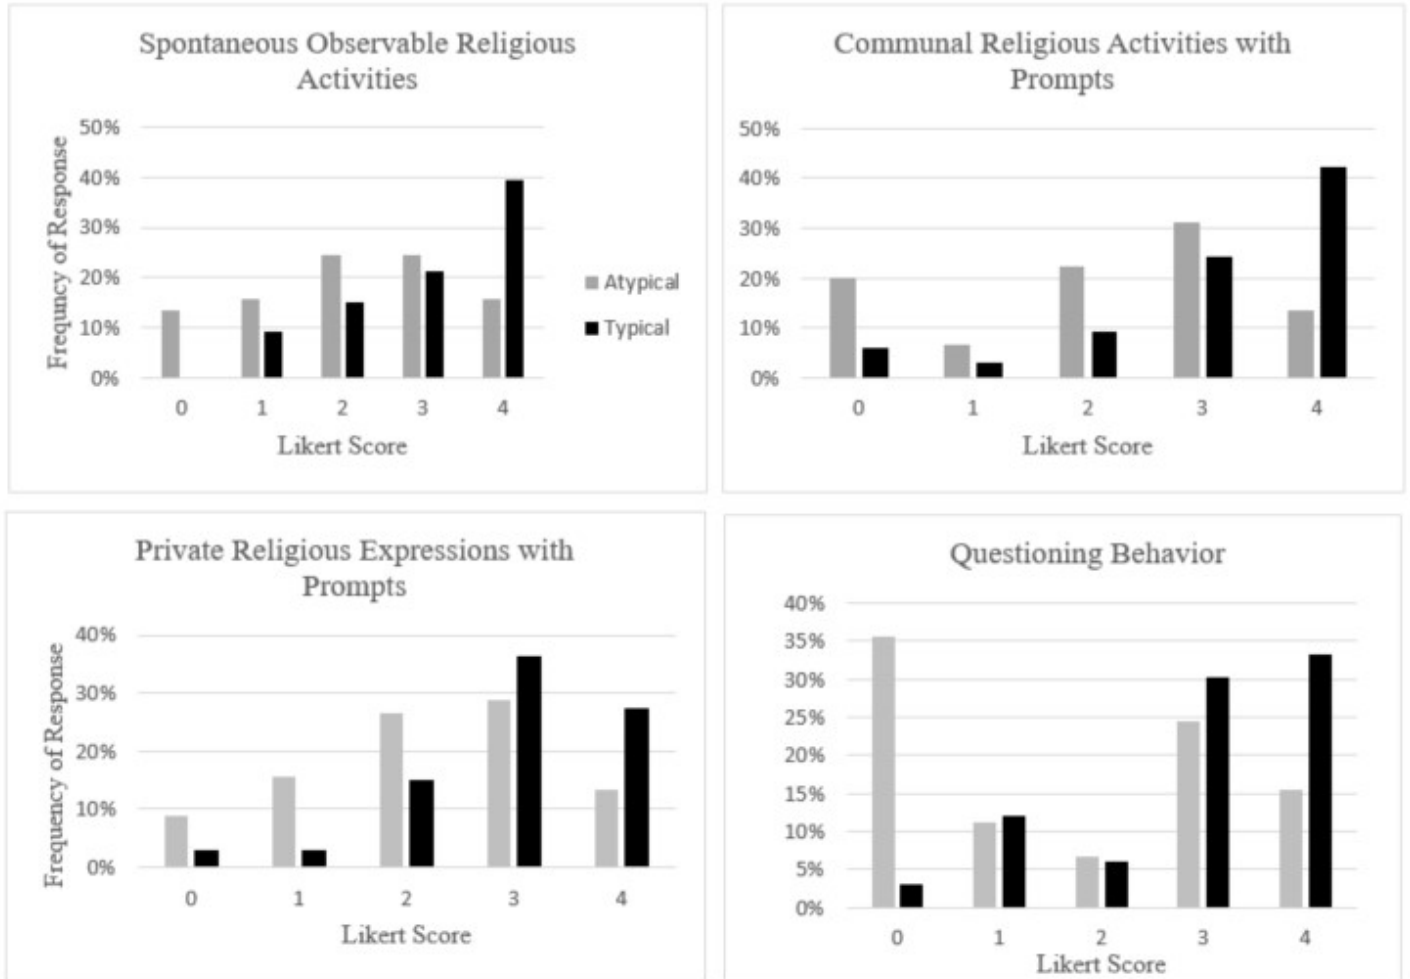 Spontaneous Observable Religious
Activities
50%
40%
30%
20%
10%
0%
Frequncy of Response
0 1 2 3 4
Likert Score
Atypical
Typical
Communal Religious Activities with
Prompts
50%
40%
30%
20%
10%
0%
0 1 2 3 4
Likert Score
Private Religious Expressions with
Prompts
40%
30%
20%
10%
0%
Frequency of Response
0 1 2 3 4
Likert Score
Questioning Behavior
40%
35%
30%
25%
20%
15%
10%
5%
0%
0 1 2 3 4
Likert Score